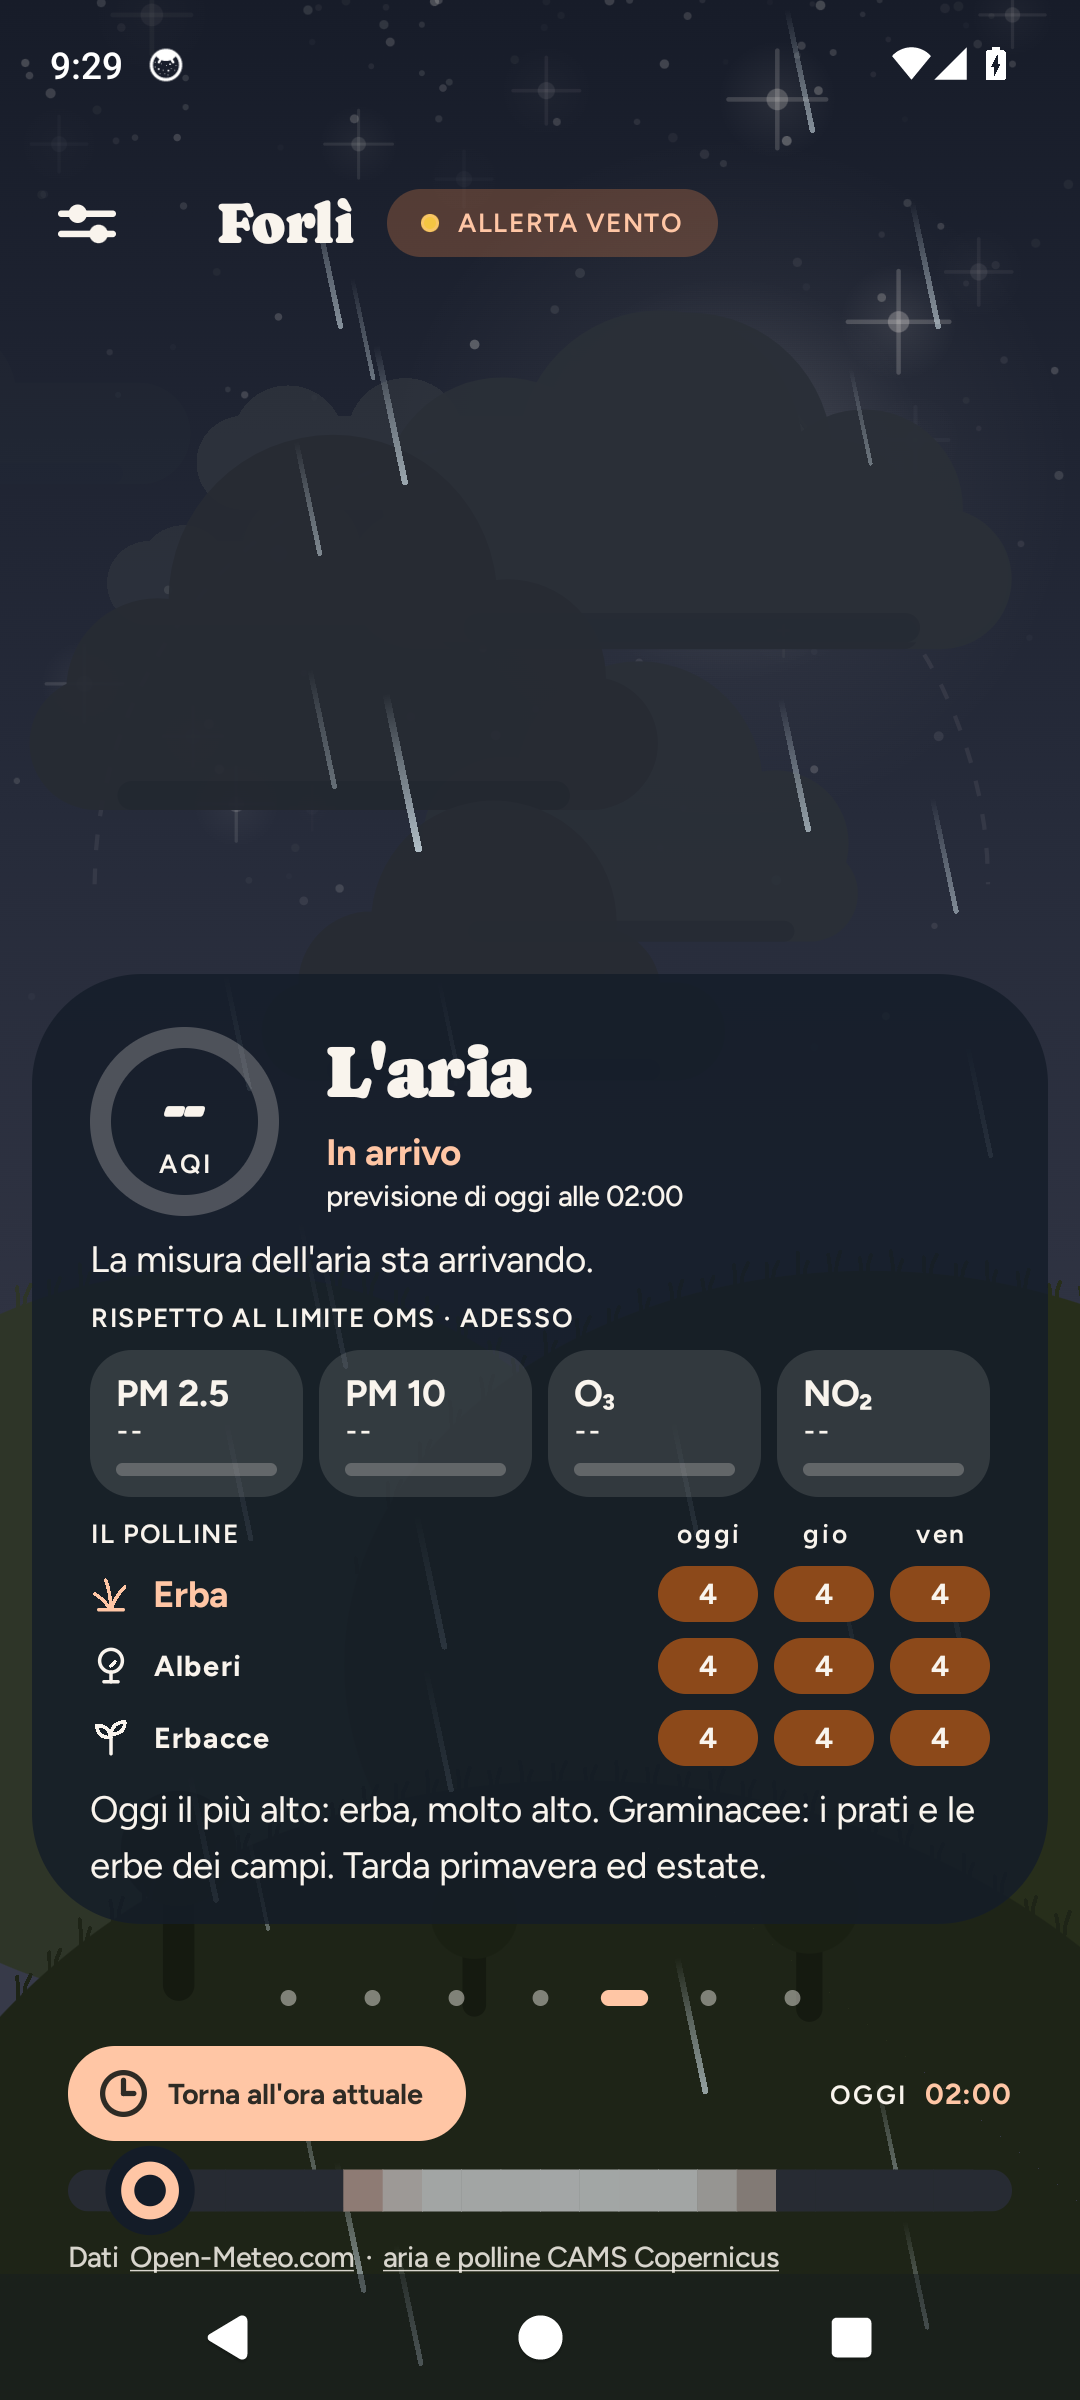 9:29
Forlì
ALLERTA VENTO
--
AQI
L'aria
In arrivo
previsione di oggi alle 02:00
La misura dell'aria sta arrivando.
RISPETTO AL LIMITE OMS · ADESSO
PM 2.5 PM 10 O₃ NO₂
-- -- -- --
IL POLLINE oggi gio ven
Erba 4 4 4
Alberi 4 4 4
Erbacce 4 4 4
Oggi il più alto: erba, molto alto. Graminacee: i prati e le
erbe dei campi. Tarda primavera ed estate.
Torna all'ora attuale
OGGI 02:00
Dati Open-Meteo.com · aria e polline CAMS Copernicus